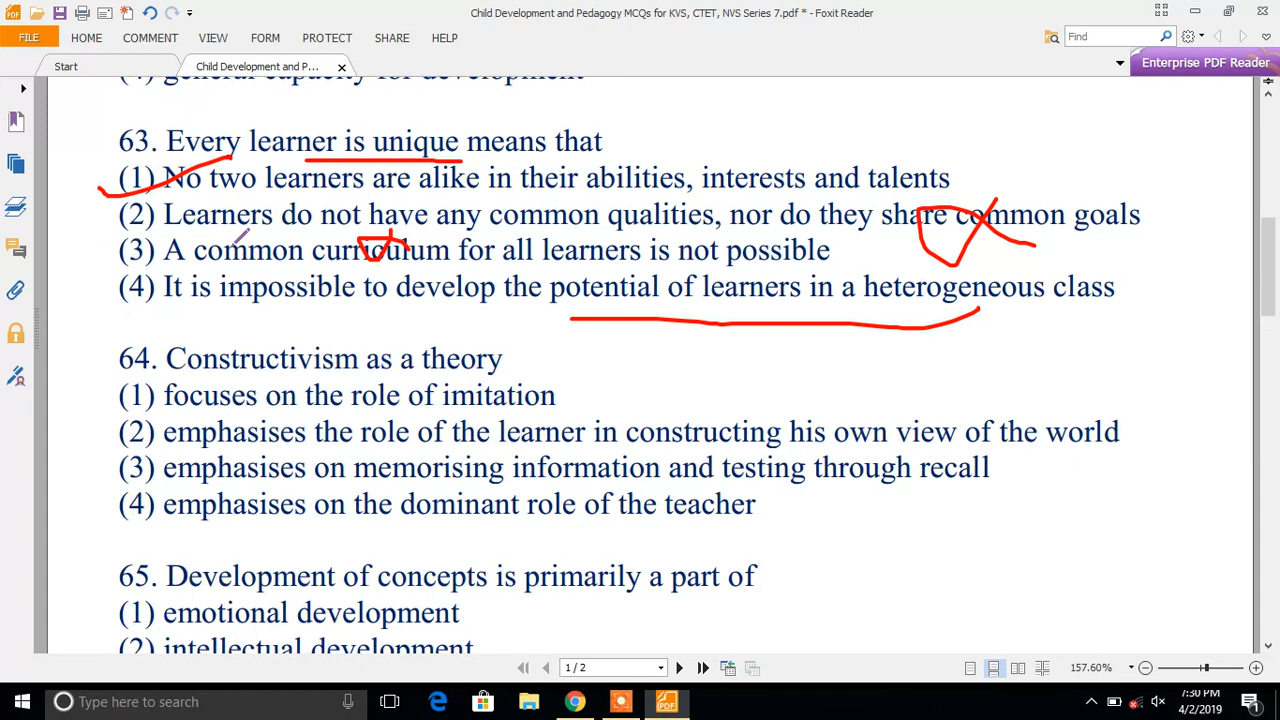 Child Development and Pedagogy MCQs for KVS, CTET, NVS Series 7.pdf * - Foxit Reader
FILE HOME COMMENT VIEW FORM PROTECT SHARE HELP Find
Start Child Development and P... Enterprise PDF Reader
(4) general capacity for development
63. Every learner is unique means that
(1) No two learners are alike in their abilities, interests and talents
(2) Learners do not have any common qualities, nor do they share common goals
(3) A common curriculum for all learners is not possible
(4) It is impossible to develop the potential of learners in a heterogeneous class
64. Constructivism as a theory
(1) focuses on the role of imitation
(2) emphasises the role of the learner in constructing his own view of the world
(3) emphasises on memorising information and testing through recall
(4) emphasises on the dominant role of the teacher
65. Development of concepts is primarily a part of
(1) emotional development
(2) intellectual development
1 / 2 157.60%
Type here to search
7:30 PM
4/2/2019